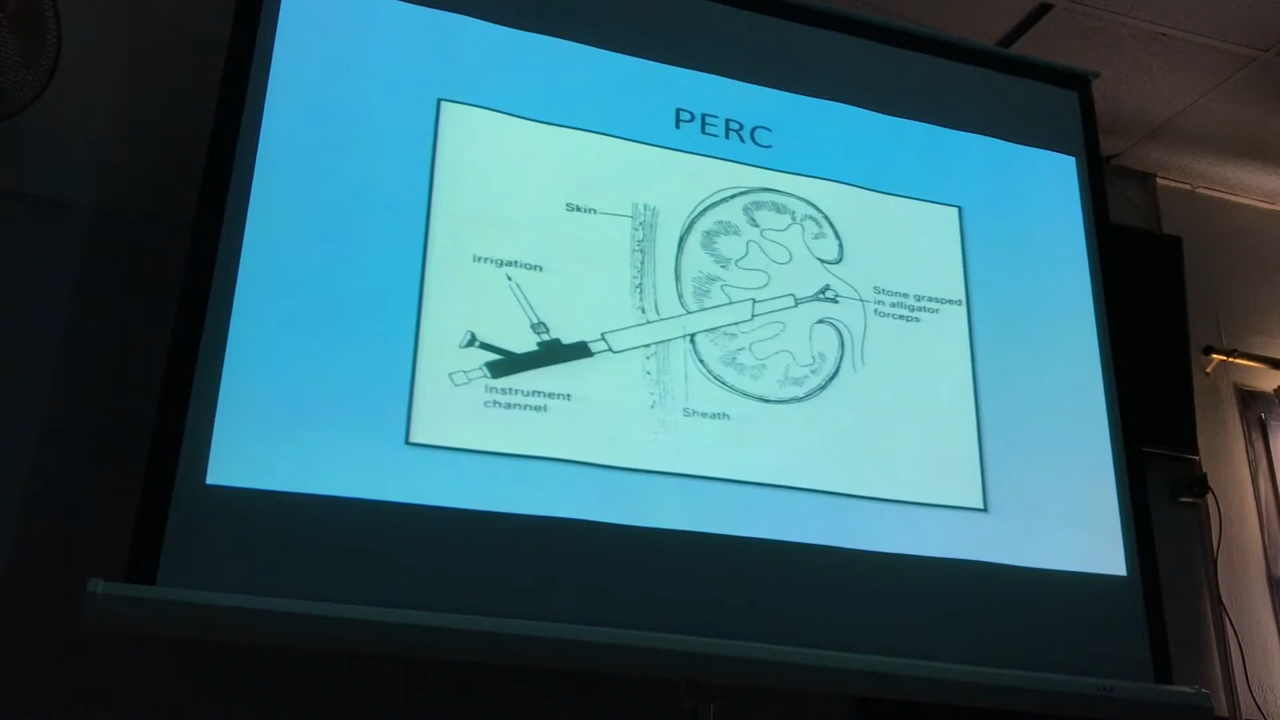 PERC
Skin
Irrigation
Stone grasped
in alligator
forceps
Instrument
channel
Sheath